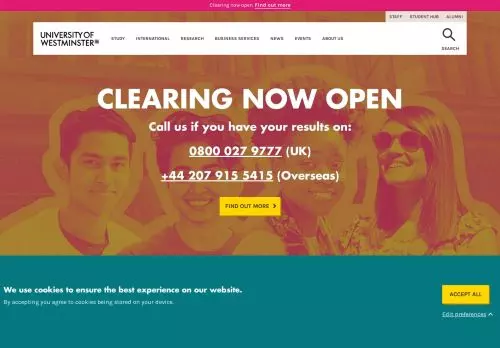 Clearing now open Find out more
STAFF STUDENT HUB ALUMNI
UNIVERSITY OF
WESTMINSTER
STUDY INTERNATIONAL RESEARCH BUSINESS SERVICES NEWS EVENTS ABOUT US
SEARCH
CLEARING NOW OPEN
Call us if you have your results on:
0800 027 9777 (UK)
+44 207 915 5415 (Overseas)
FIND OUT MORE
We use cookies to ensure the best experience on our website.
By accepting you agree to cookies being stored on your device.
ACCEPT ALL
Edit preferences